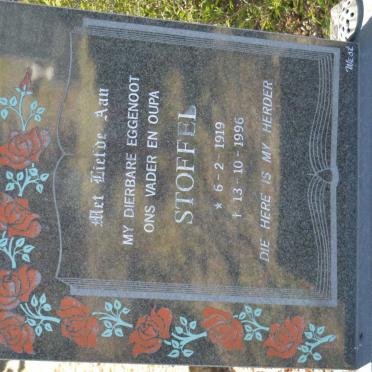 Met Liefde Aan
MY DIERBARE EGGENOOT
ONS VADER EN OUPA
STOFFEL
* 6 - 2 - 1919
† 13 - 10 - 1996
DIE HERE IS MY HERDER
West